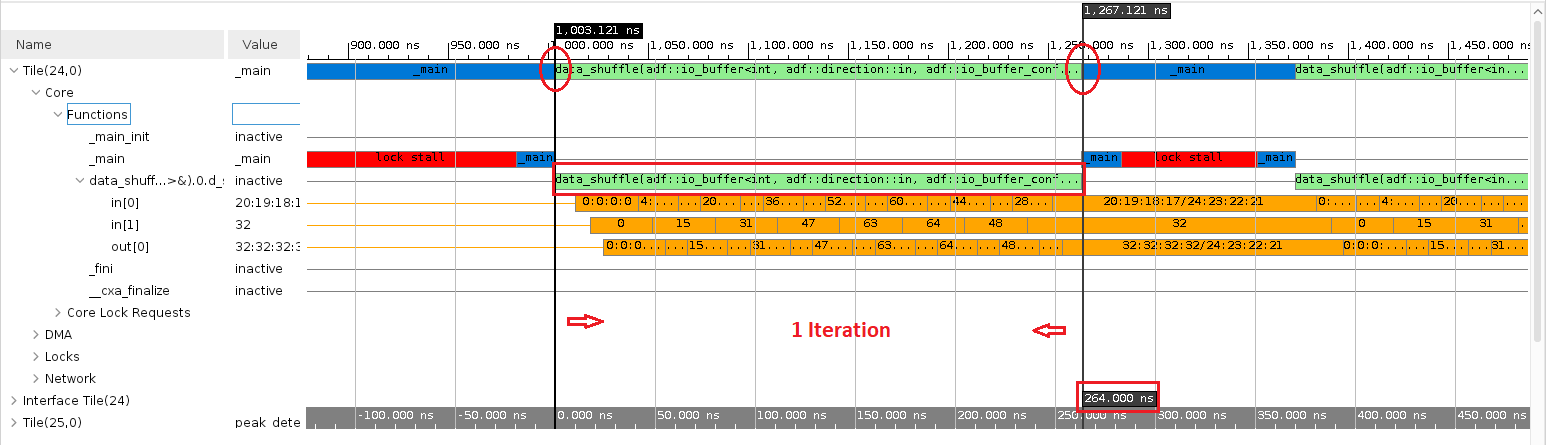 1,003.121 ns 1,267.121 ns
Name Value 900.000 ns 950.000 ns 000.000 ns 1,050.000 ns 1,100.000 ns 1,150.000 ns 1,200.000 ns 1,300.000 ns 1,350.000 ns 1,400.000 ns 1,450.000 ns
Tile(24,0) _main _main data_shuffle(adf::io_buffer<int, adf::direction::in, adf::io_buffer_conf... _main data_shuffle(adf::io_buffer<in...
Core
Functions
_main_init inactive
_main _main lock stall _main _main lock stall _main
data_shuff...>&).0.d_s inactive data_shuffle(adf::io_buffer<int, adf::direction::in, adf::io_buffer_conf... data_shuffle(adf::io_buffer<in...
in[0] 20:19:18:1 0:0:0:0 4:... ... 20... ... 36... ... 52... ... 60... ... 44... ... 28... ... 20:19:18:17/24:23:22:21 0:... ... 4:... ... 20... ... ...
in[1] 32 0 15 31 47 63 64 48 32 0 15 31 .
out[0] 32:32:32:3 0:0:0... ... 15... ... 31... ... 47... ... 63... ... 64... ... 48... ... 32:32:32:32/24:23:22:21 0:0:0:... ... 15... ... 31...
_fini inactive
__cxa_finalize inactive
Core Lock Requests
DMA 1 Iteration
Locks
Network
Interface Tile(24) 264.000 ns
Tile(25,0) peak_dete -100.000 ns -50.000 ns 0.000 ns 50.000 ns 100.000 ns 150.000 ns 200.000 ns 250.000 ns 300.000 ns 350.000 ns 400.000 ns 450.000 ns